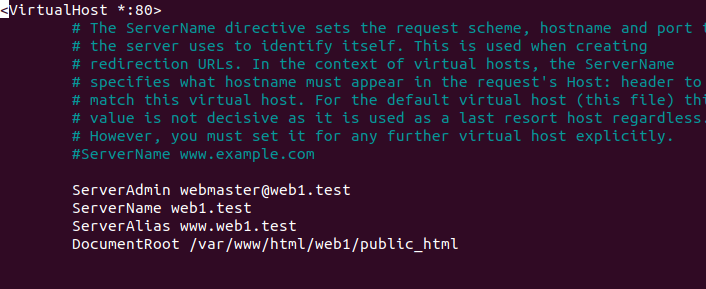 <VirtualHost *:80>
# The ServerName directive sets the request scheme, hostname and port
# the server uses to identify itself. This is used when creating
# redirection URLs. In the context of virtual hosts, the ServerName
# specifies what hostname must appear in the request's Host: header to
# match this virtual host. For the default virtual host (this file)
# value is not decisive as it is used as a last resort host regardless.
# However, you must set it for any further virtual host explicitly.
#ServerName www.example.com
ServerAdmin webmaster@web1.test
ServerName web1.test
ServerAlias www.web1.test
DocumentRoot /var/www/html/web1/public_html